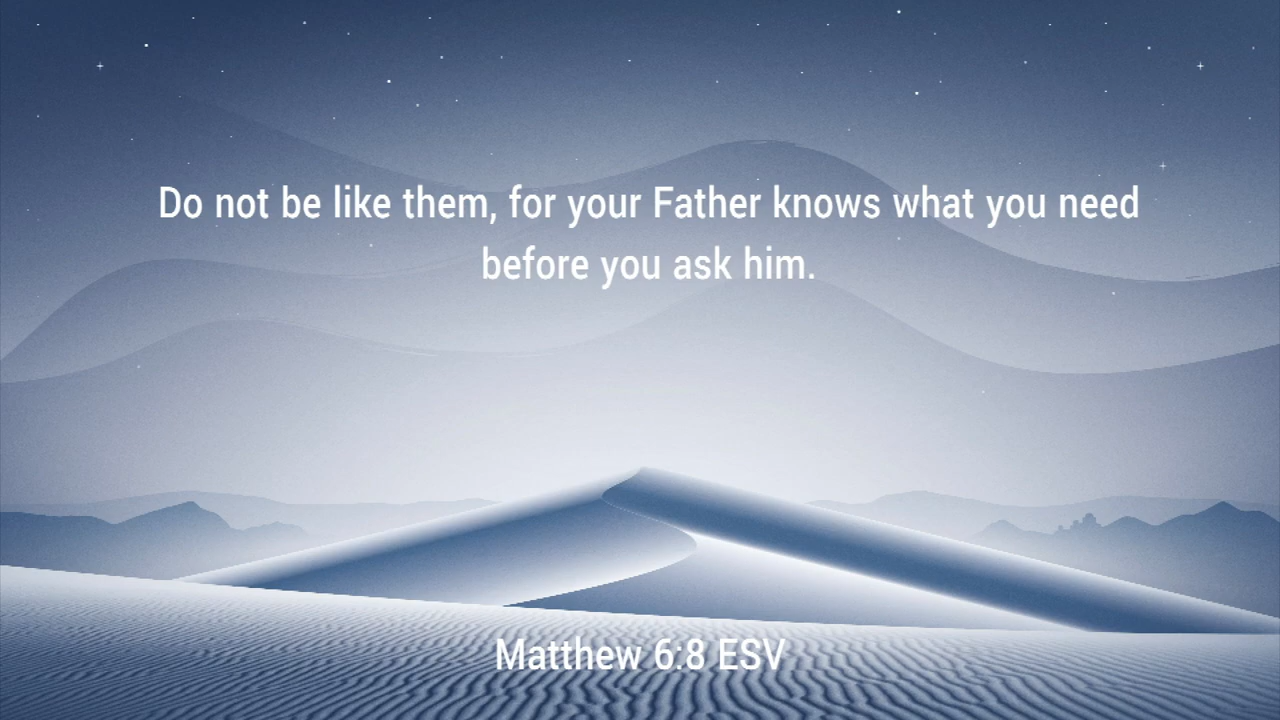 Do not be like them, for your Father knows what you need
before you ask him.
Matthew 6:8 ESV